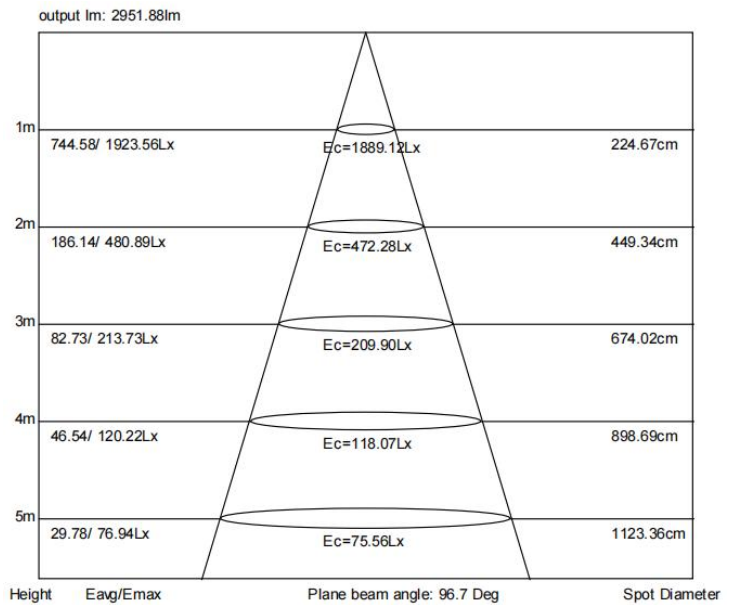 output lm: 2951.88lm
1m
744.58/ 1923.56Lx
Ec=1889.12Lx
224.67cm
2m
186.14/ 480.89Lx
Ec=472.28Lx
449.34cm
3m
82.73/ 213.73Lx
Ec=209.90Lx
674.02cm
4m
46.54/ 120.22Lx
Ec=118.07Lx
898.69cm
5m
29.78/ 76.94Lx
Ec=75.56Lx
1123.36cm
Height Eavg/Emax Plane beam angle: 96.7 Deg Spot Diameter